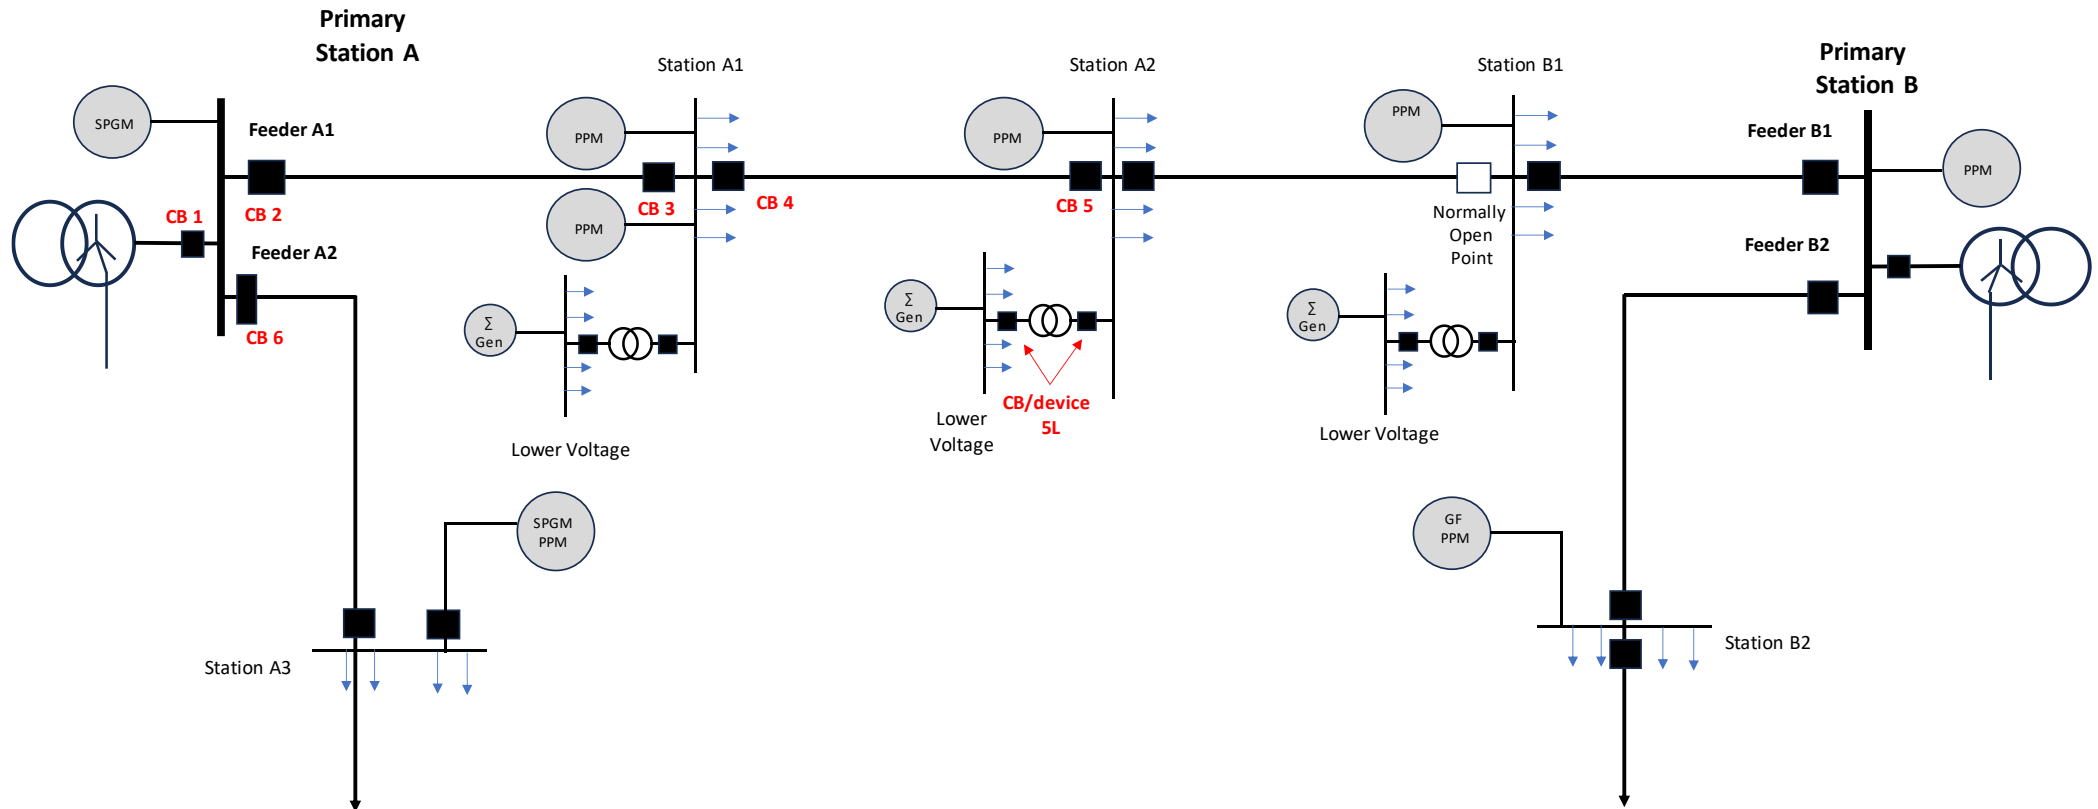 Primary
Station A
Primary
Station B
Station A1
Station A2
Station B1
SPGM
Feeder A1
PPM
PPM
PPM
Feeder B1
PPM
CB 1
CB 2
CB 3
CB 4
CB 5
Normally
Open
Point
PPM
Feeder A2
Feeder B2
CB 6
Σ
Gen
Σ
Gen
Σ
Gen
Lower Voltage
Lower
Voltage
CB/device
5L
Lower Voltage
SPGM
PPM
GF
PPM
Station A3
Station B2